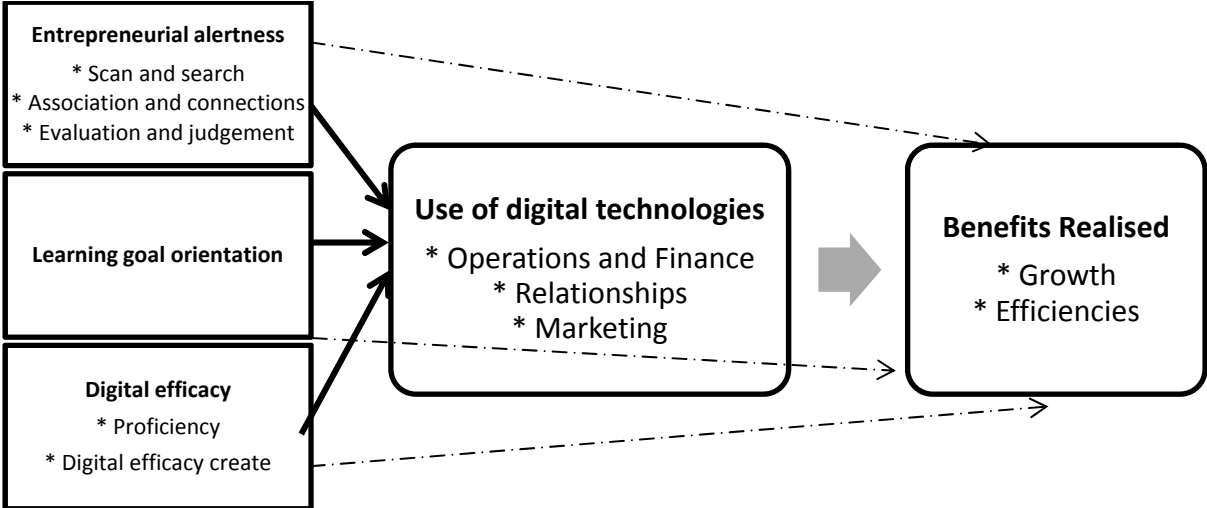 Entrepreneurial alertness
* Scan and search
* Association and connections
* Evaluation and judgement
Learning goal orientation
Digital efficacy
* Proficiency
* Digital efficacy create
Use of digital technologies
* Operations and Finance
* Relationships
* Marketing
Benefits Realised
* Growth
* Efficiencies